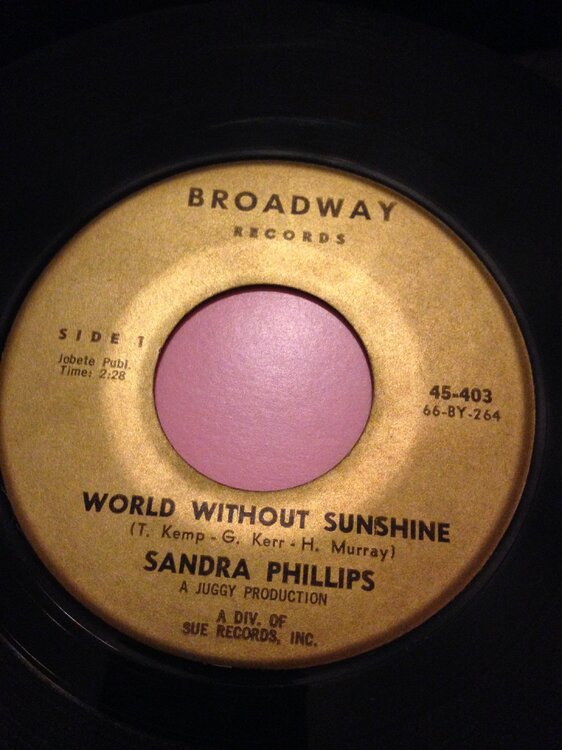 BROADWAY
RECORDS
SIDE 1
Jobete Publ.
Time: 2:28
45-403
66-BY-264
WORLD WITHOUT SUNSHINE
(T. Kemp - G. Kerr - H. Murray)
SANDRA PHILLIPS
A JUGGY PRODUCTION
A DIV. OF
SUE RECORDS, INC.